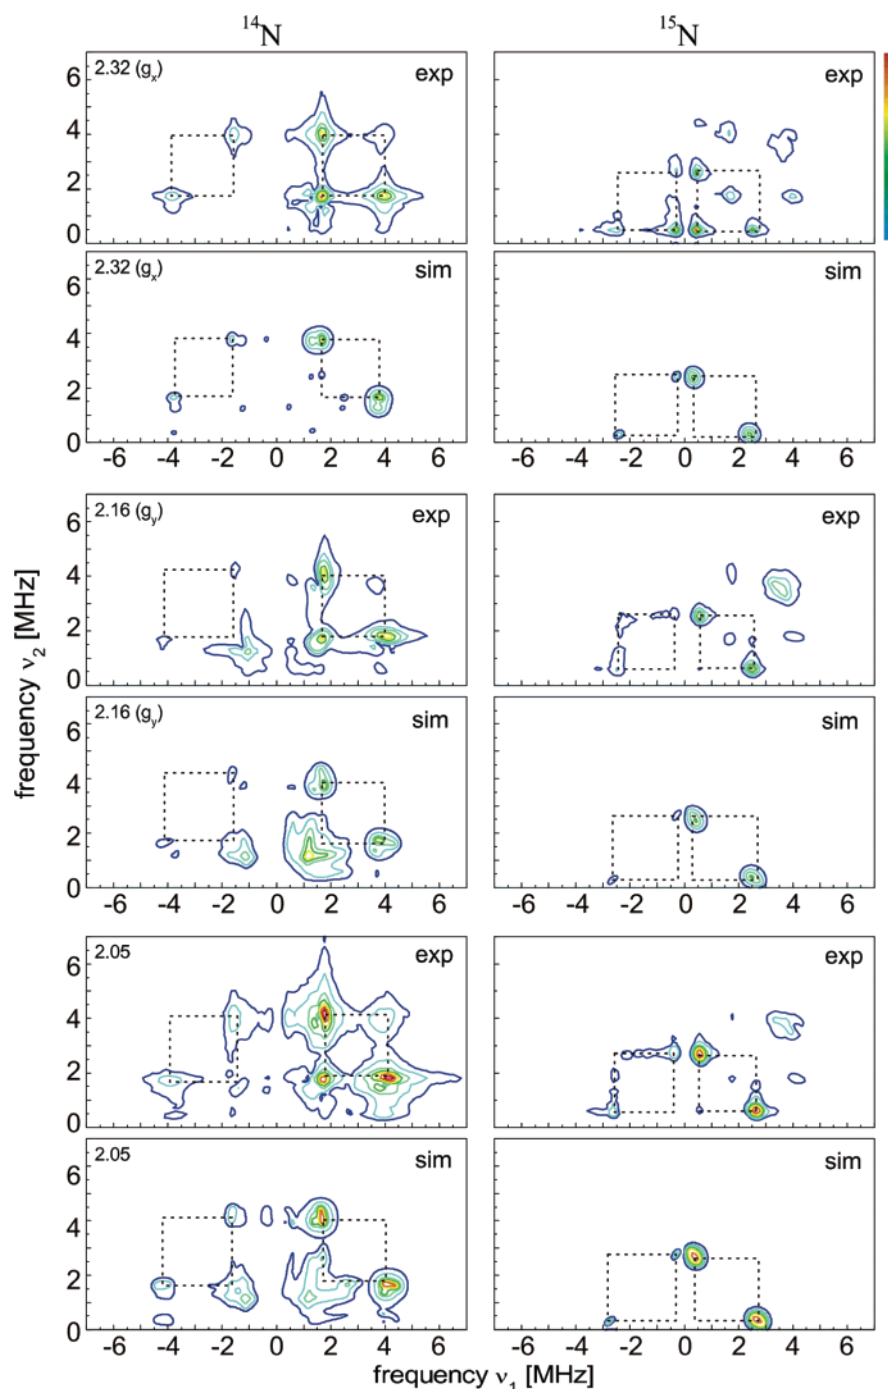 ¹⁴N ¹⁵N
6 2.32 (gₓ) exp exp
4
2
0
2.32 (gₓ) sim sim
6
4
2
0
-6 -4 -2 0 2 4 6 -6 -4 -2 0 2 4 6
2.16 (gᵧ) exp exp
6
4
2
0
2.16 (gᵧ) sim sim
6
4
2
0
-6 -4 -2 0 2 4 6 -6 -4 -2 0 2 4 6
2.05 exp exp
6
4
2
0
2.05 sim sim
6
4
2
0
-6 -4 -2 0 2 4 6 -6 -4 -2 0 2 4 6
frequency ν₂ [MHz]
frequency ν₁ [MHz]